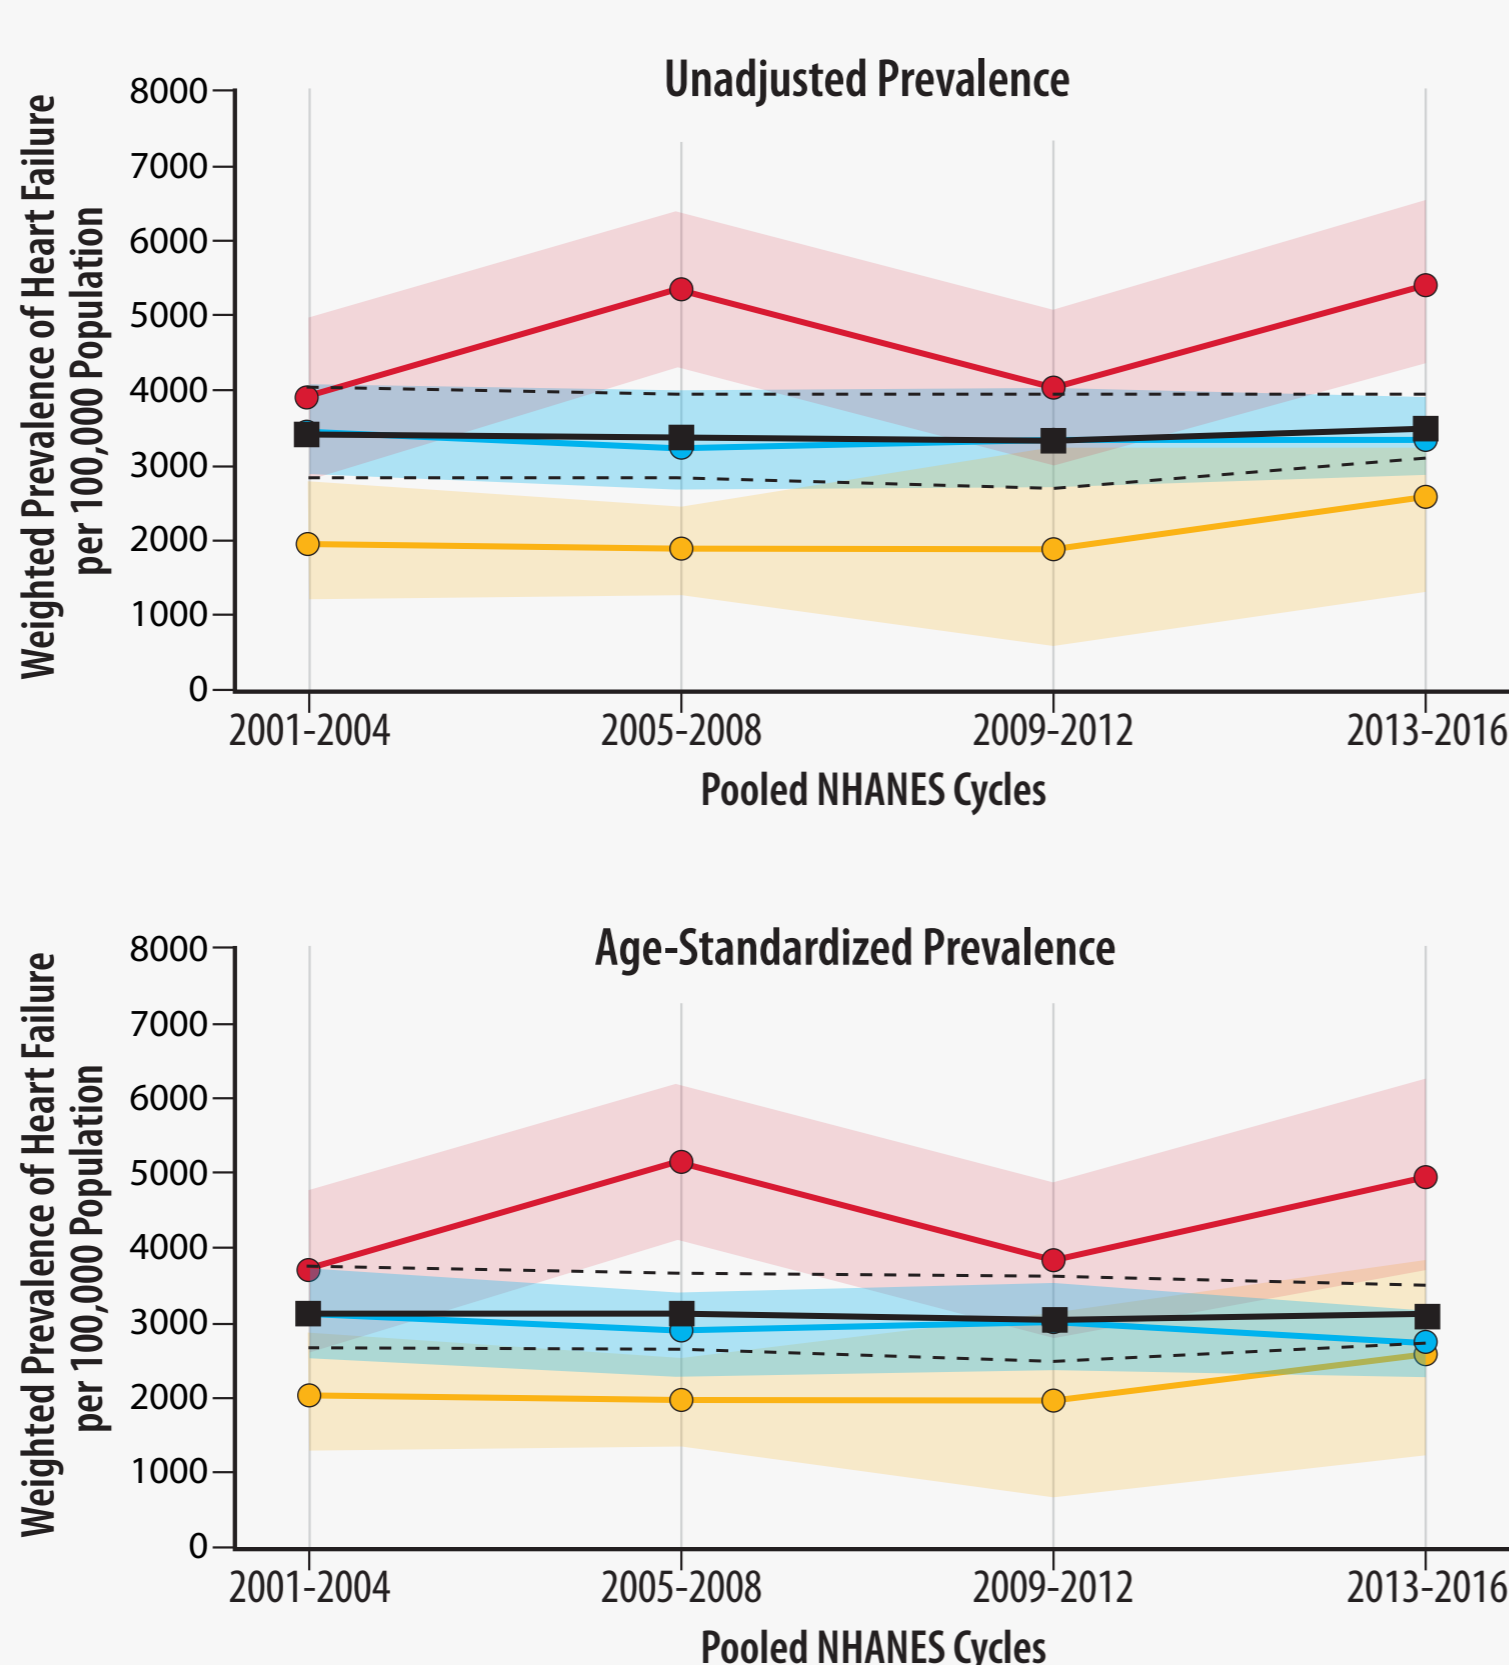 Unadjusted Prevalence
Weighted Prevalence of Heart Failure
per 100,000 Population
8000
7000
6000
5000
4000
3000
2000
1000
0
2001-2004 2005-2008 2009-2012 2013-2016
Pooled NHANES Cycles
Age-Standardized Prevalence
Weighted Prevalence of Heart Failure
per 100,000 Population
8000
7000
6000
5000
4000
3000
2000
1000
0
2001-2004 2005-2008 2009-2012 2013-2016
Pooled NHANES Cycles